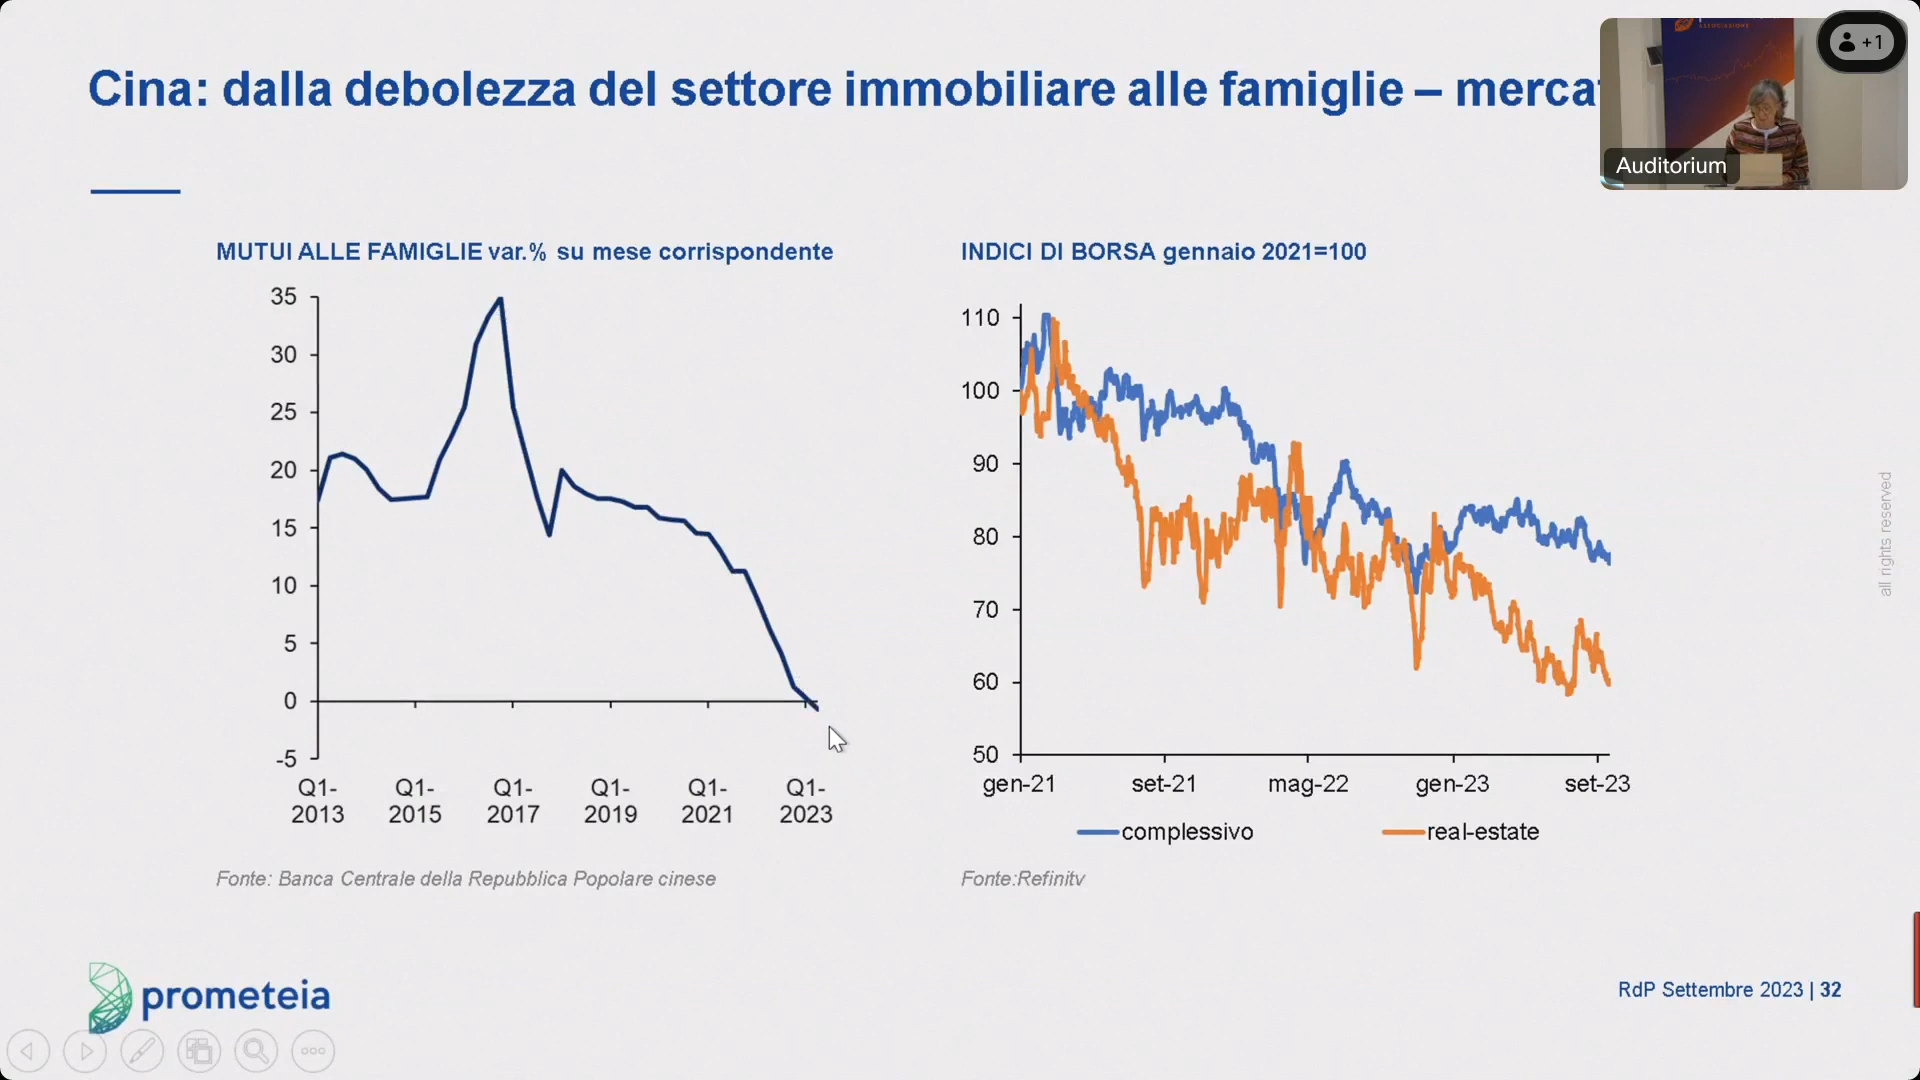 Cina: dalla debolezza del settore immobiliare alle famiglie – merca
+1
Auditorium
MUTUI ALLE FAMIGLIE var.% su mese corrispondente
35
30
25
20
15
10
5
0
-5
Q1-2013 Q1-2015 Q1-2017 Q1-2019 Q1-2021 Q1-2023
Fonte: Banca Centrale della Repubblica Popolare cinese
INDICI DI BORSA gennaio 2021=100
110
100
90
80
70
60
50
gen-21 set-21 mag-22 gen-23 set-23
complessivo real-estate
Fonte:Refinitv
all rights reserved
prometeia
RdP Settembre 2023 | 32